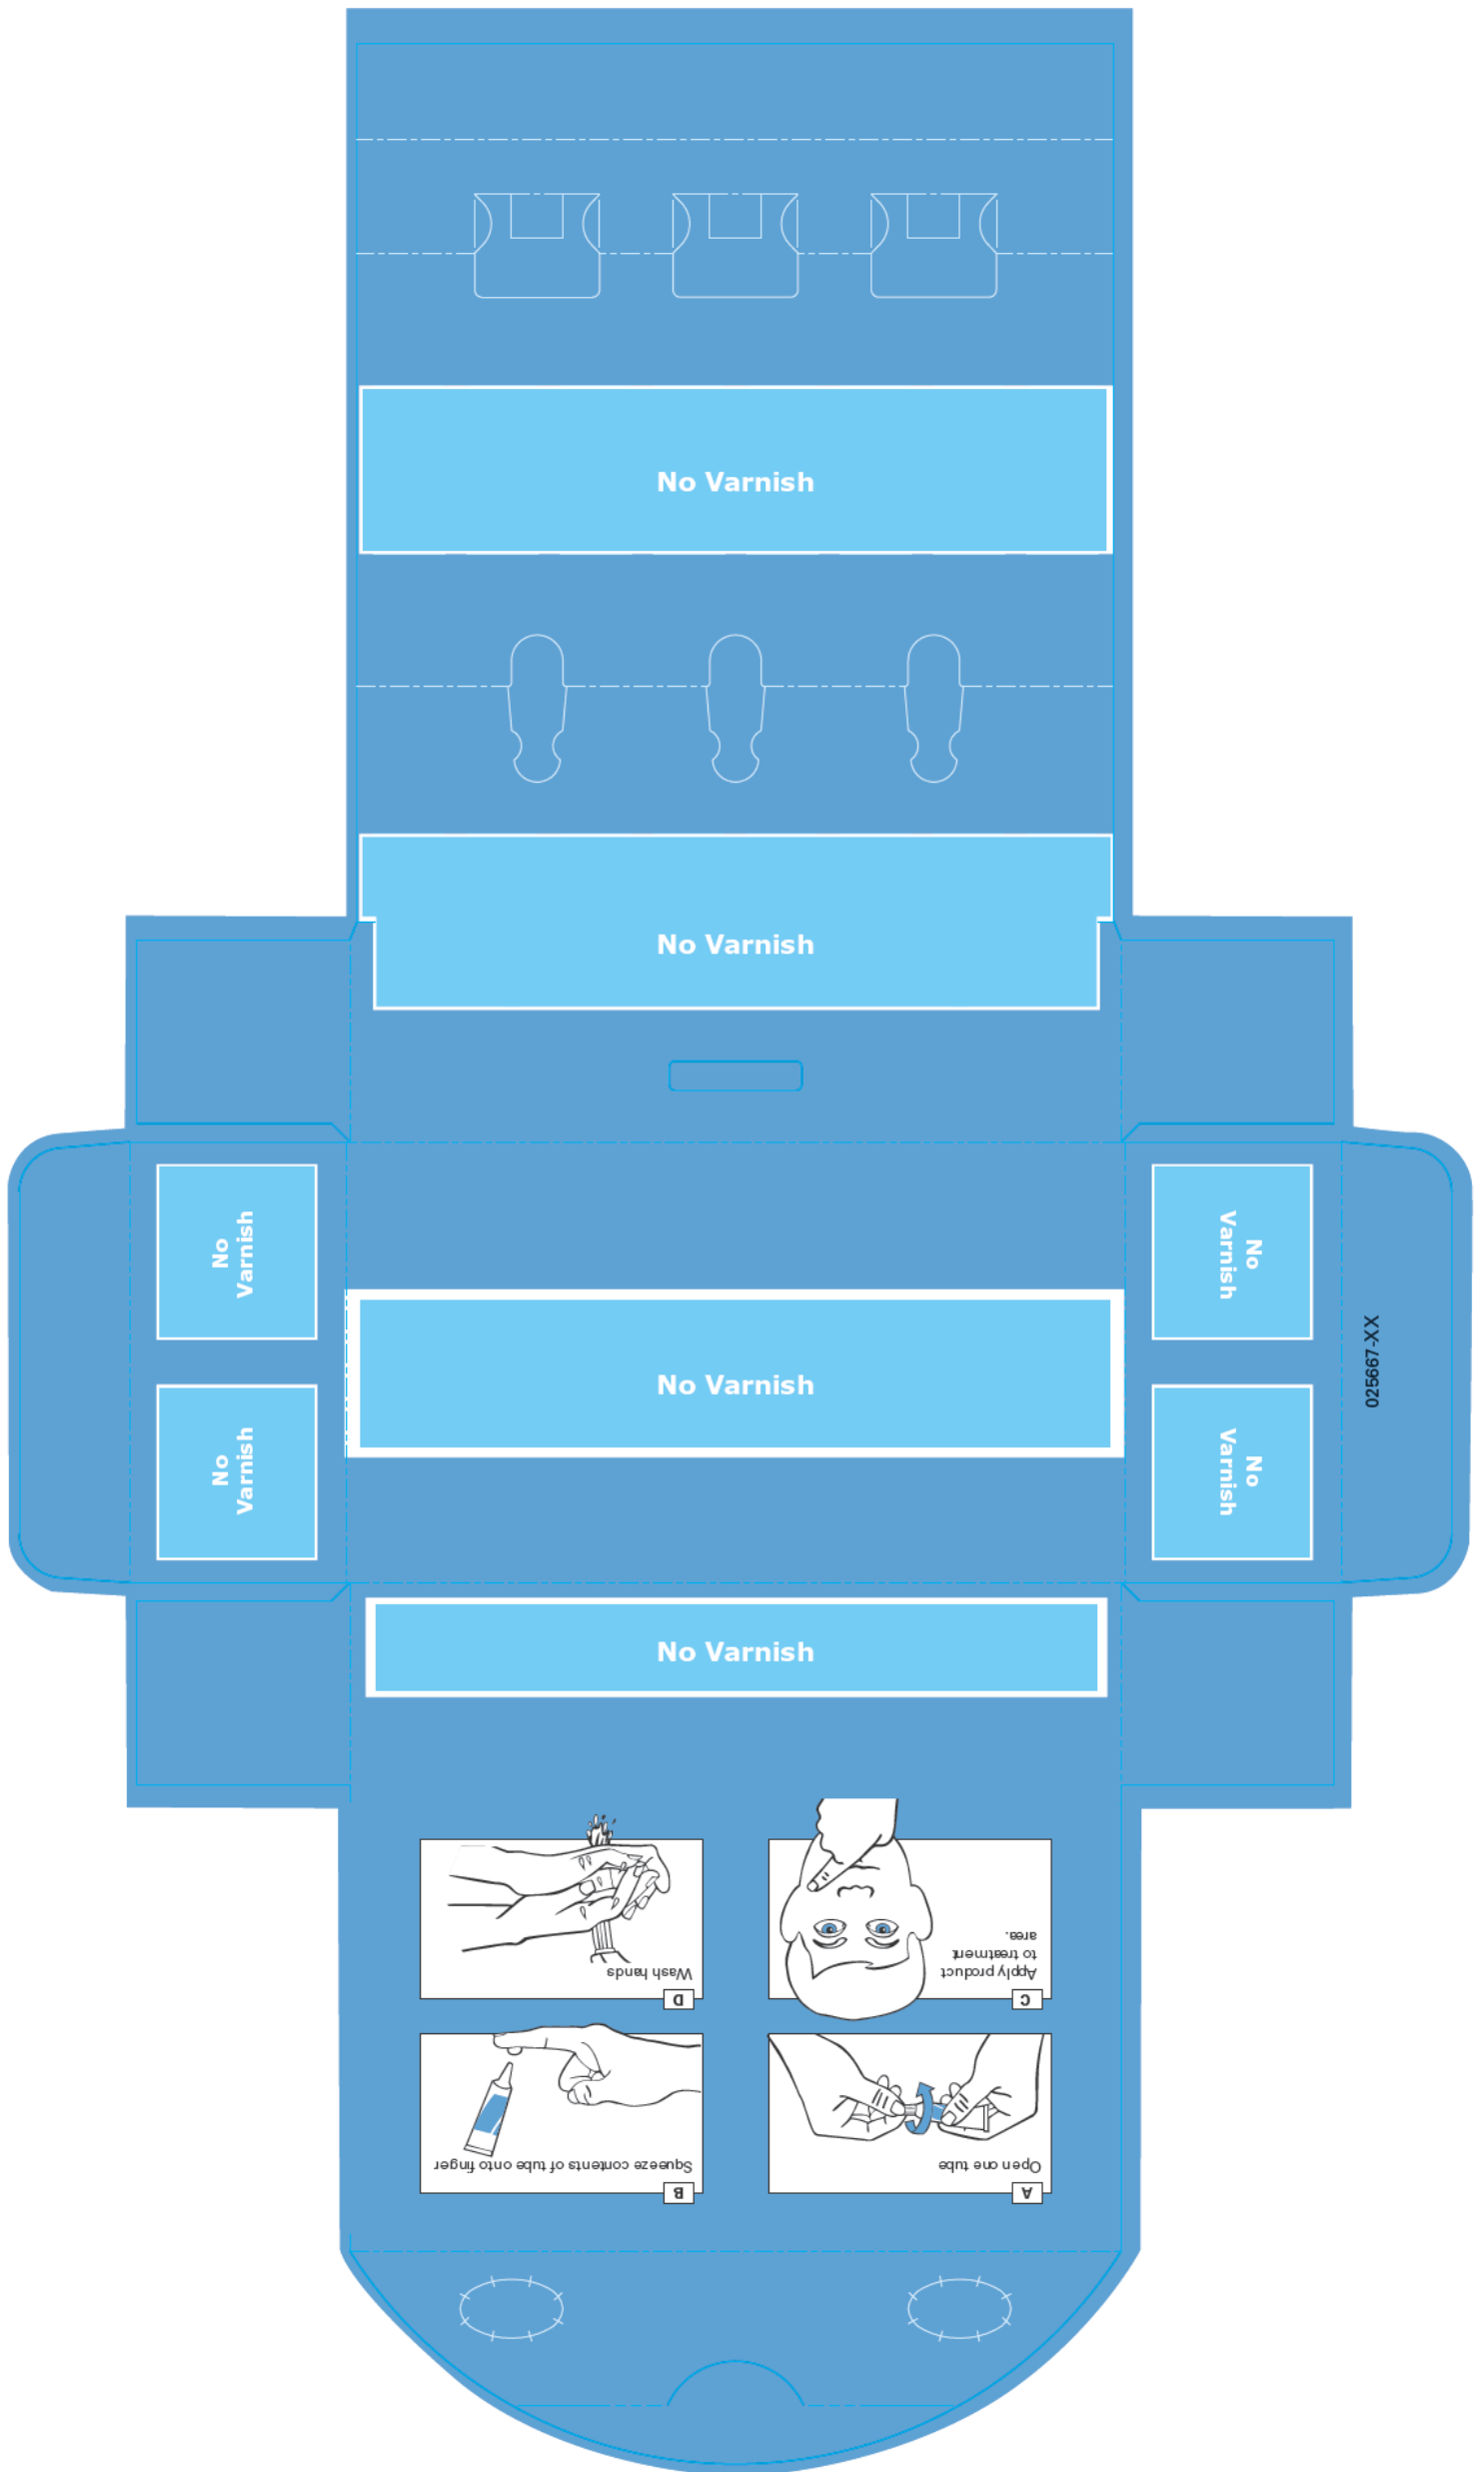 No Varnish
No Varnish
No
Varnish
No
Varnish
No Varnish
No
Varnish
No
Varnish
025667-XX
No Varnish
A
Open one tube
B
Squeeze contents of tube onto finger
C
Apply product
to treatment
area.
D
Wash hands